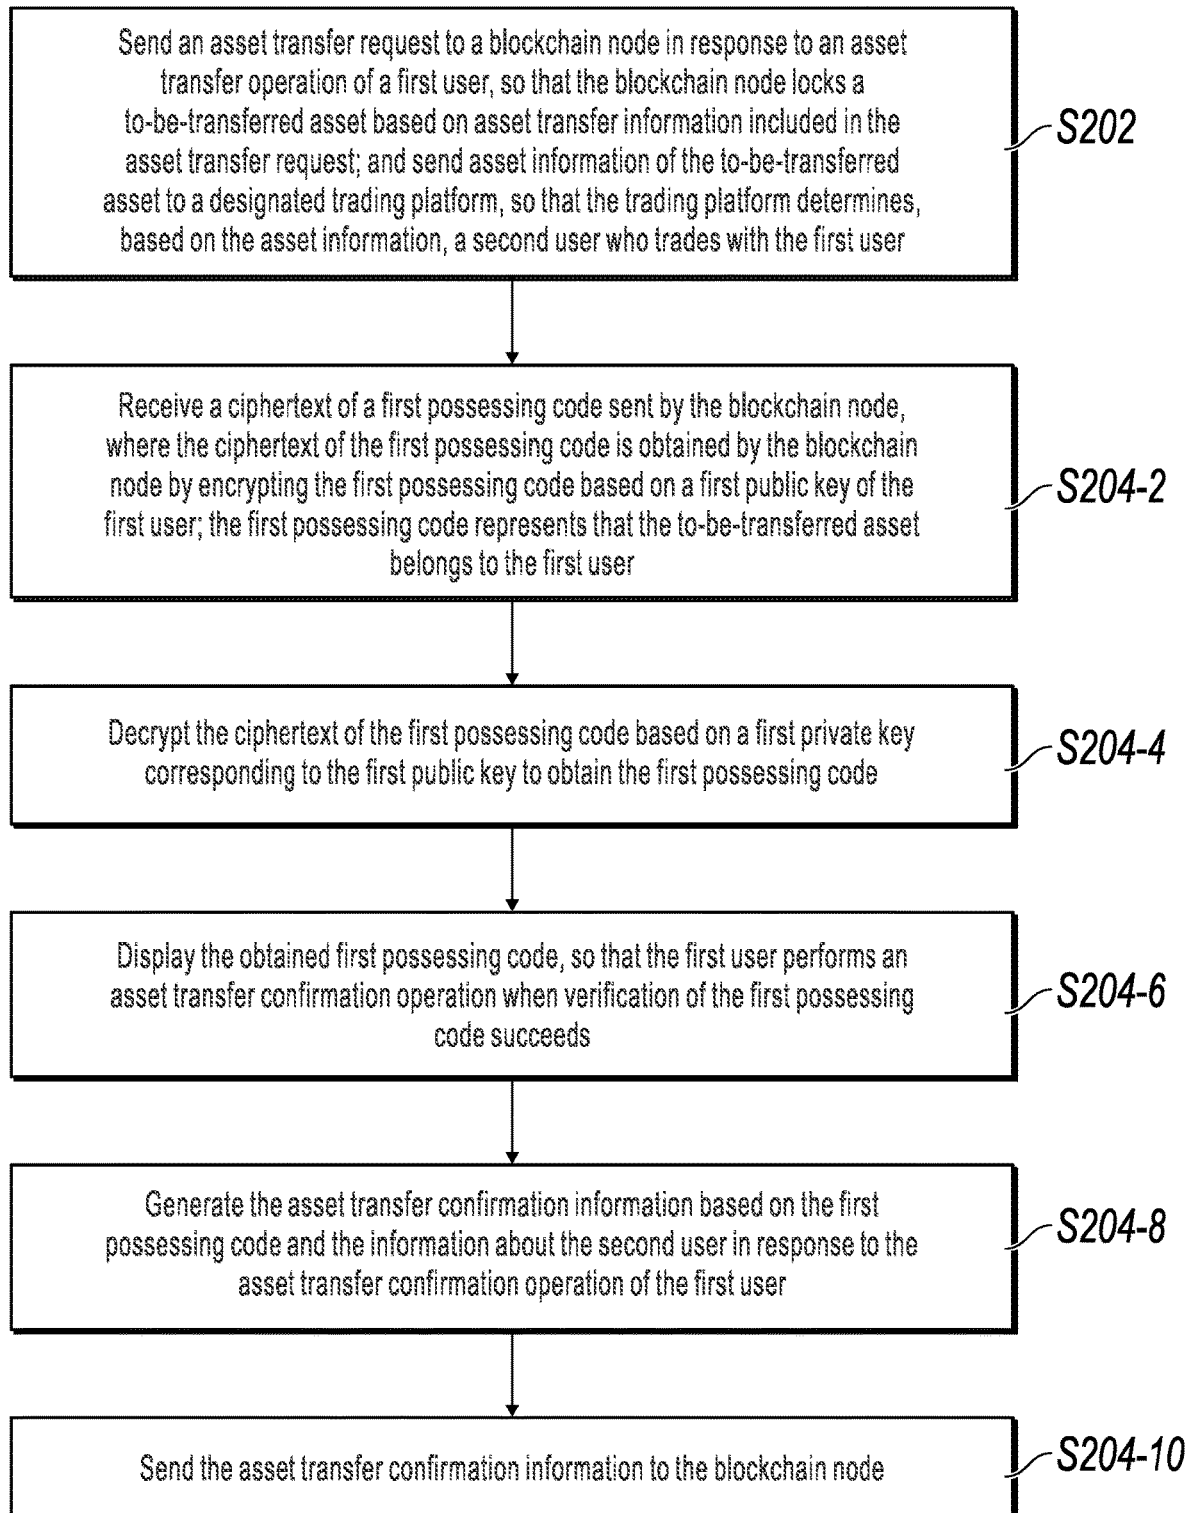 Send an asset transfer request to a blockchain node in response to an asset
transfer operation of a first user, so that the blockchain node locks a
to-be-transferred asset based on asset transfer information included in the
asset transfer request; and send asset information of the to-be-transferred
asset to a designated trading platform, so that the trading platform determines,
based on the asset information, a second user who trades with the first user
S202
Receive a ciphertext of a first possessing code sent by the blockchain node,
where the ciphertext of the first possessing code is obtained by the blockchain
node by encrypting the first possessing code based on a first public key of the
first user; the first possessing code represents that the to-be-transferred asset
belongs to the first user
S204-2
Decrypt the ciphertext of the first possessing code based on a first private key
corresponding to the first public key to obtain the first possessing code
S204-4
Display the obtained first possessing code, so that the first user performs an
asset transfer confirmation operation when verification of the first possessing
code succeeds
S204-6
Generate the asset transfer confirmation information based on the first
possessing code and the information about the second user in response to the
asset transfer confirmation operation of the first user
S204-8
Send the asset transfer confirmation information to the blockchain node
S204-10